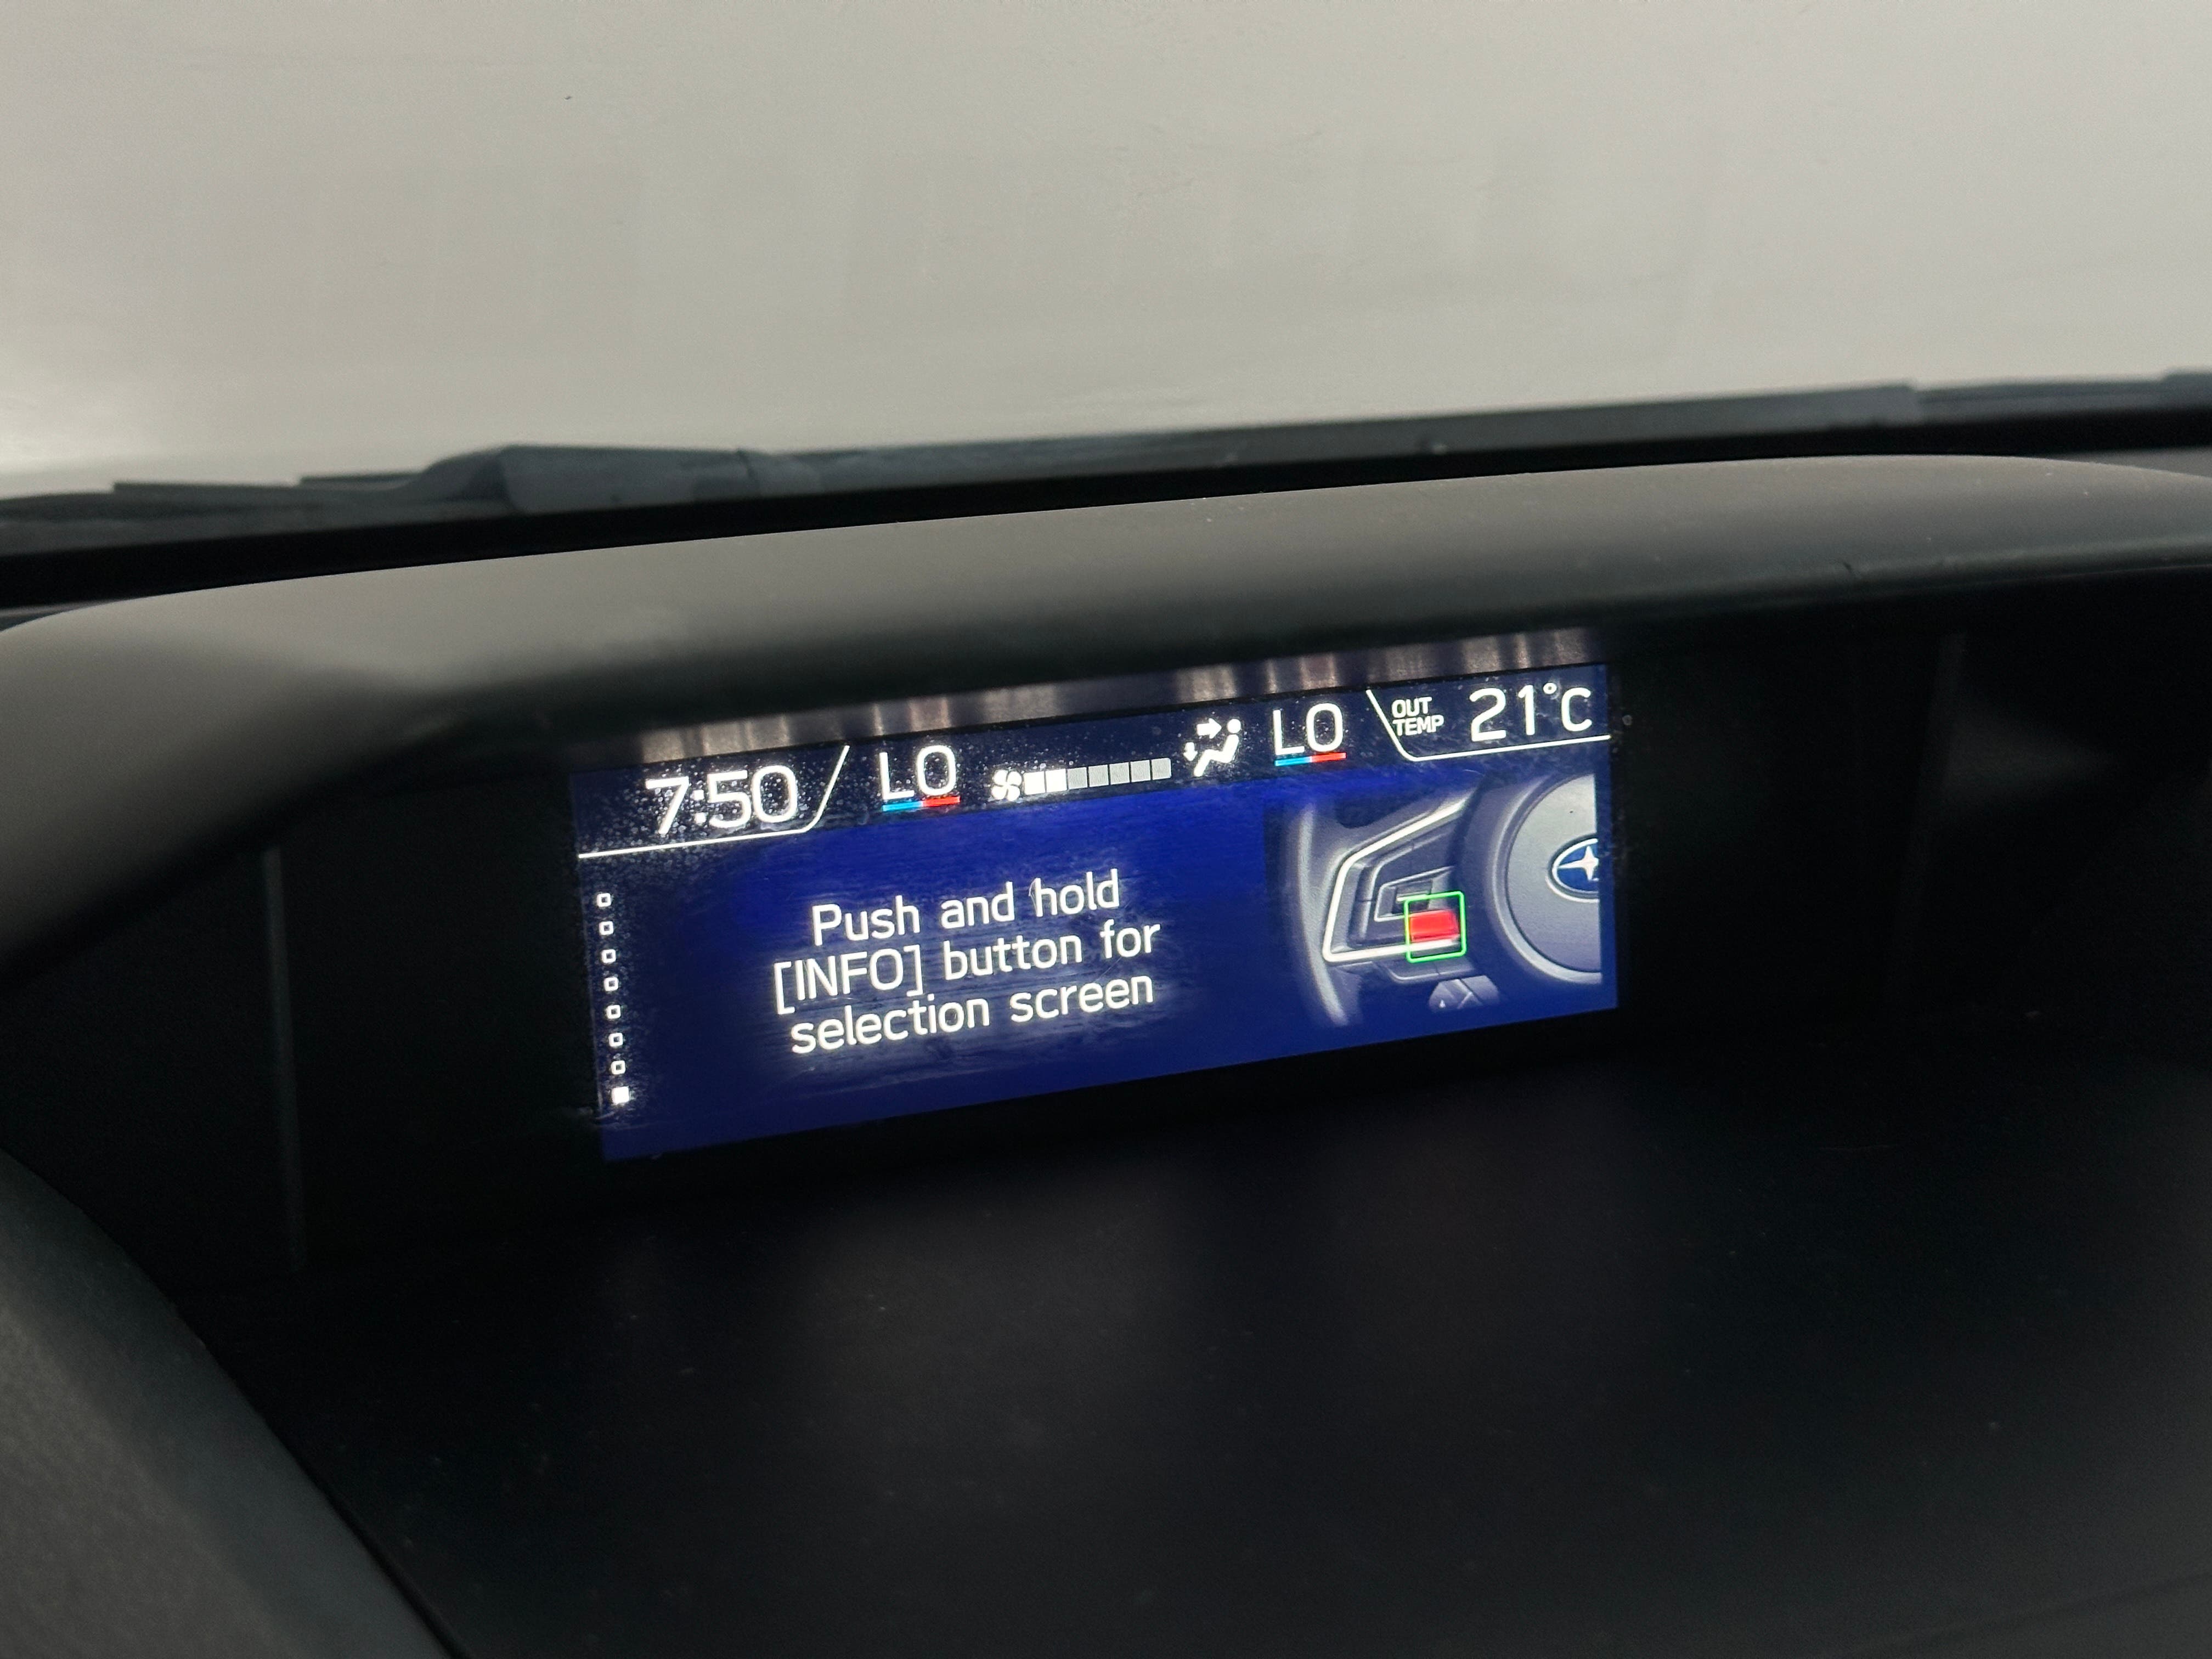 7:50 LO LO OUT TEMP 21°C
Push and hold
[INFO] button for
selection screen